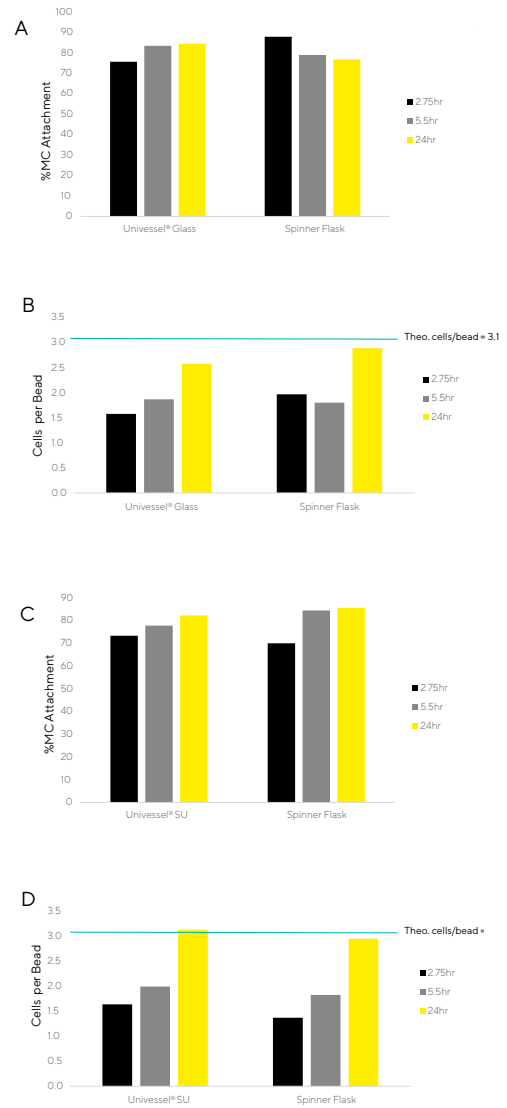 A
100
90
80
70
60
50
40
30
20
10
0
%MC Attachment
2.75hr
5.5hr
24hr
Univessel® Glass
Spinner Flask
B
3.5
3.0
2.5
2.0
1.5
1.0
0.5
0.0
Cells per Bead
Theo. cells/bead = 3.1
2.75hr
5.5hr
24hr
Univessel® Glass
Spinner Flask
C
90
80
70
60
50
40
30
20
10
0
%MC Attachment
2.75hr
5.5hr
24hr
Univessel® SU
Spinner Flask
D
3.5
3.0
2.5
2.0
1.5
1.0
0.5
0.0
Cells per Bead
Theo. cells/bead =
2.75hr
5.5hr
24hr
Univessel® SU
Spinner Flask